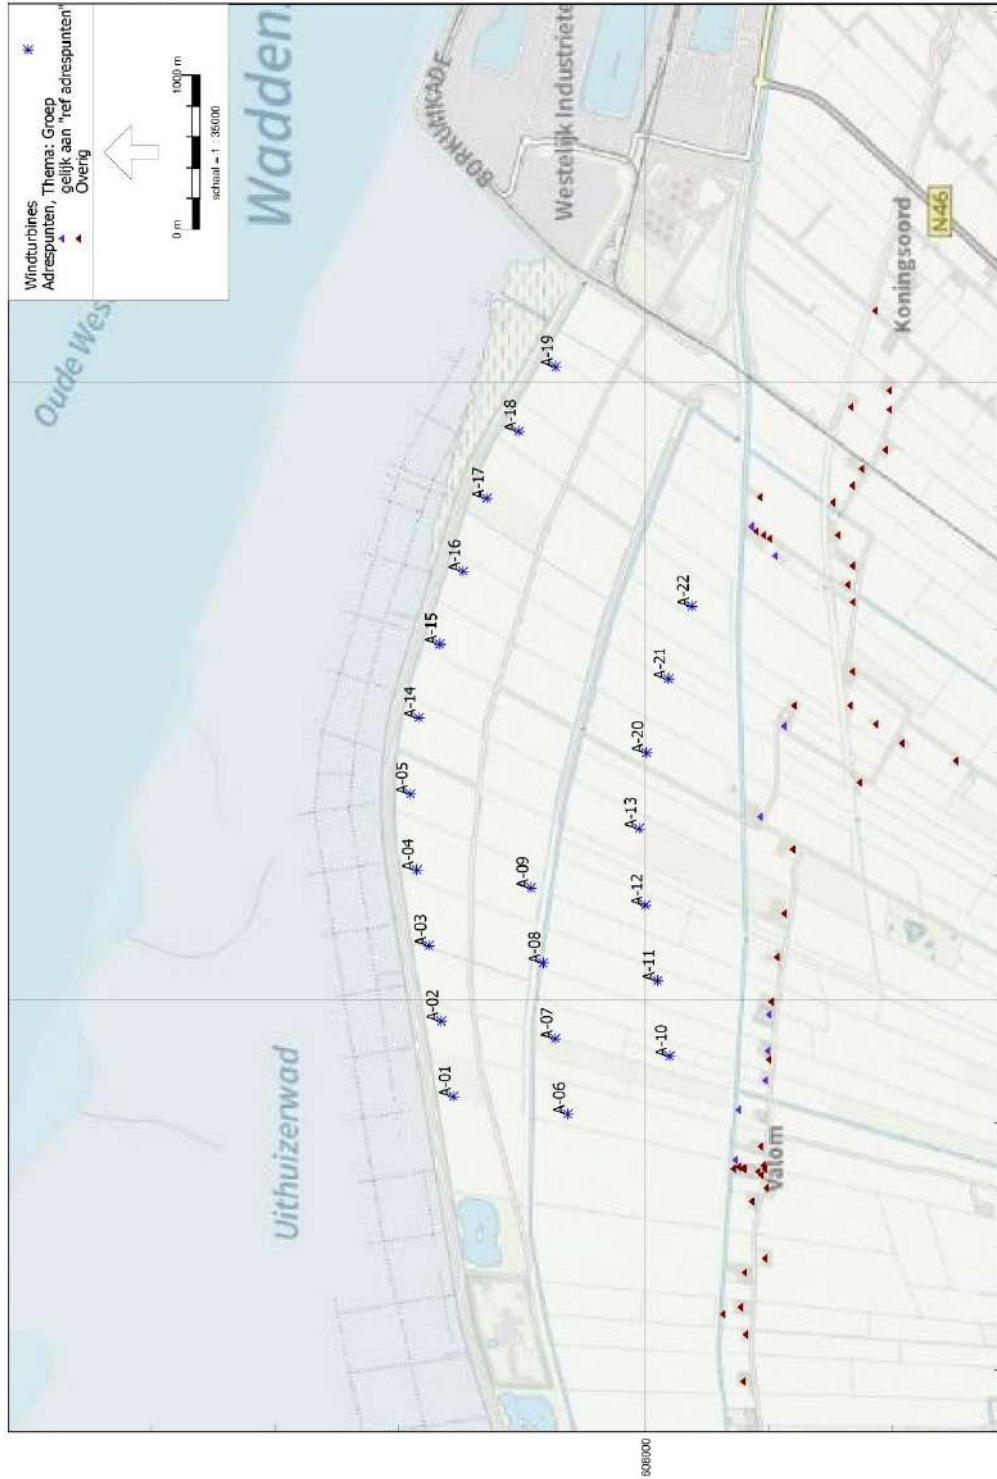 Windturbines
Adrespunten, Thema: Groep
gelijk aan "ref adrespunten"
Overig
0 m
1000 m
schaal = 1 : 35000
Oude Wes
Wadden
Uithuizerwad
BORKUMKADE
Westelijk Industriete
A-01
A-02
A-03
A-04
A-05
A-14
A-15
A-16
A-17
A-18
A-19
A-06
A-07
A-08
A-09
A-10
A-11
A-12
A-13
A-20
A-21
A-22
Valom
Koningsoord
N46
608000